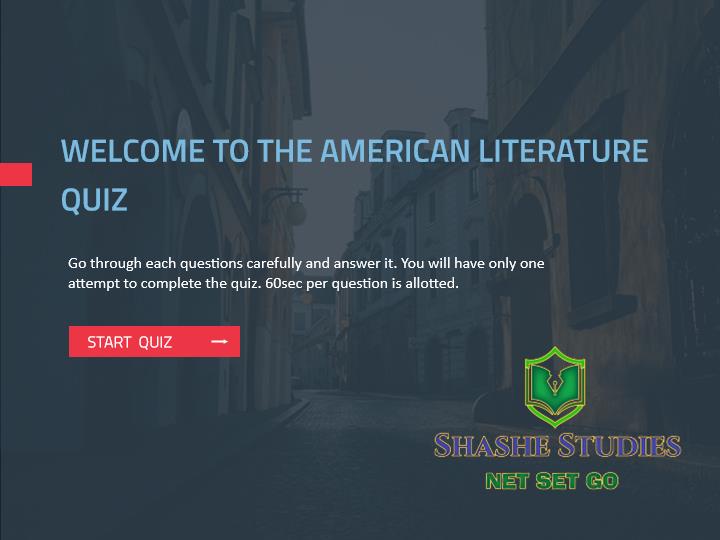 WELCOME TO THE AMERICAN LITERATURE
QUIZ
Go through each questions carefully and answer it. You will have only one
attempt to complete the quiz. 60sec per question is allotted.
START QUIZ
SHASHE STUDIES
NET SET GO